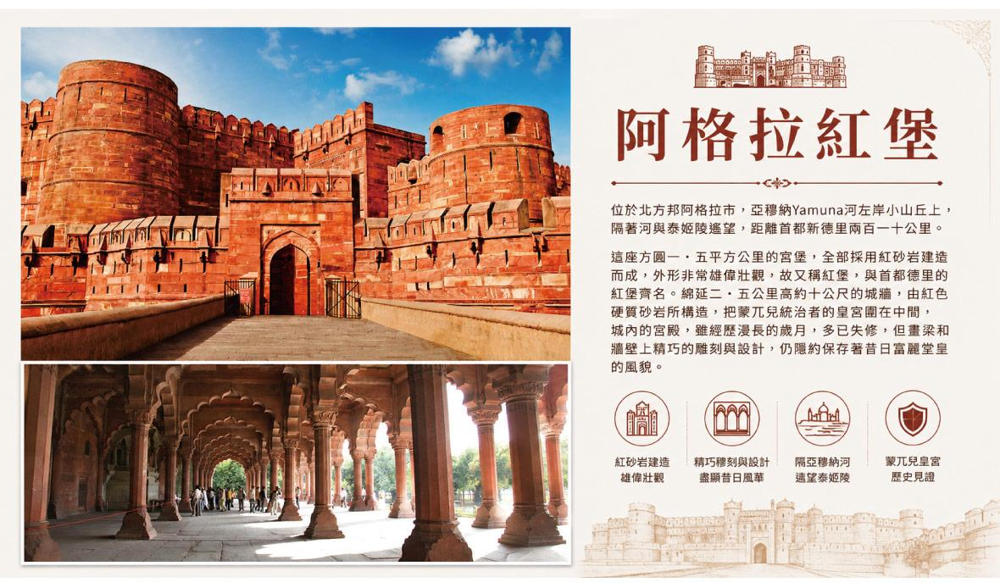 阿格拉紅堡
位於北方邦阿格拉市，亞穆納Yamuna河左岸小山丘上，
隔著河與泰姬陵遙望，距離首都新德里兩百一十公里。
這座方圓一・五平方公里的宮堡，全部採用紅砂岩建造
而成，外形非常雄偉壯觀，故又稱紅堡，與首都德里的
紅堡齊名。綿延二・五公里高約十公尺的城牆，由紅色
硬質砂岩所構造，把蒙兀兒統治者的皇宮圍在中間，
城內的宮殿，雖經歷漫長的歲月，多已失修，但畫梁和
牆壁上精巧的雕刻與設計，仍隱約保存著昔日富麗堂皇
的風貌。
紅砂岩建造
雄偉壯觀
精巧穆刻與設計
盡顯昔日風華
隔亞穆納河
遙望泰姬陵
蒙兀兒皇宮
歷史見證